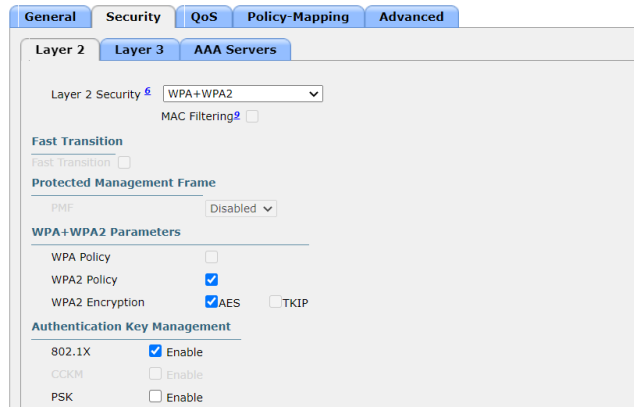 General Security QoS Policy-Mapping Advanced
Layer 2 Layer 3 AAA Servers
Layer 2 Security 6 WPA+WPA2
MAC Filtering9
Fast Transition
Fast Transition
Protected Management Frame
PMF Disabled
WPA+WPA2 Parameters
WPA Policy
WPA2 Policy
WPA2 Encryption AES TKIP
Authentication Key Management
802.1X Enable
CCKM Enable
PSK Enable